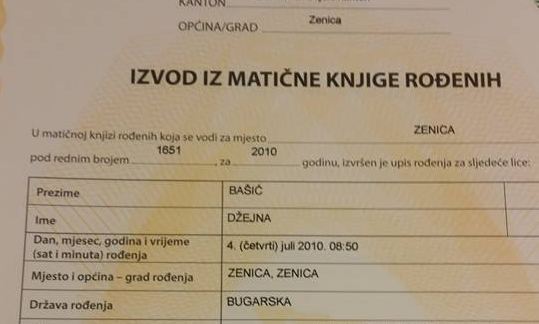 KANTON
OPĆINA/GRAD Zenica
IZVOD IZ MATIČNE KNJIGE ROĐENIH
U matičnoj knjizi rođenih koja se vodi za mjesto ZENICA
pod rednim brojem 1651, za 2010 godinu, izvršen je upis rođenja za sljedeće lice:
Prezime BAŠIĆ
Ime DŽEJNA
Dan, mjesec, godina i vrijeme
(sat i minuta) rođenja 4. (četvrti) juli 2010. 08:50
Mjesto i općina – grad rođenja ZENICA, ZENICA
Država rođenja BUGARSKA